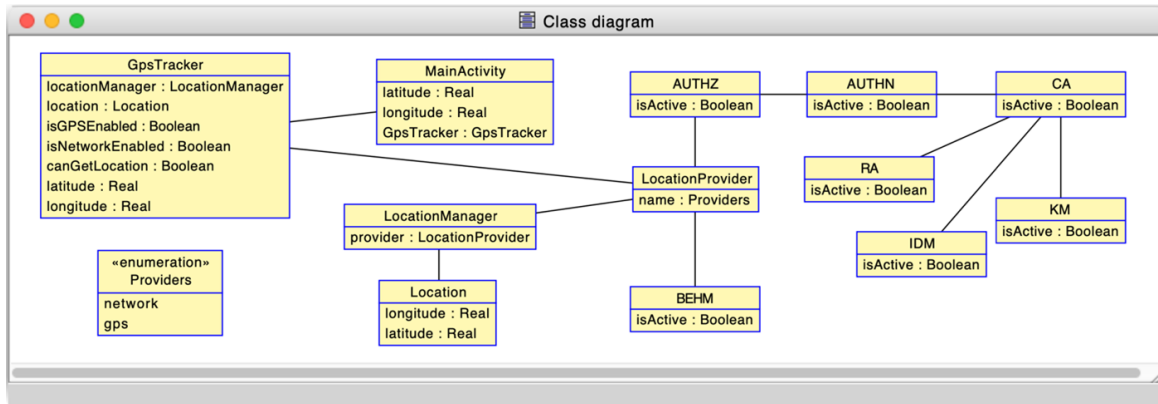 Class diagram
GpsTracker
locationManager : LocationManager
location : Location
isGPSEnabled : Boolean
isNetworkEnabled : Boolean
canGetLocation : Boolean
latitude : Real
longitude : Real
MainActivity
latitude : Real
longitude : Real
GpsTracker : GpsTracker
AUTHZ
isActive : Boolean
AUTHN
isActive : Boolean
CA
isActive : Boolean
RA
isActive : Boolean
LocationProvider
name : Providers
KM
isActive : Boolean
LocationManager
provider : LocationProvider
IDM
isActive : Boolean
«enumeration»
Providers
network
gps
Location
longitude : Real
latitude : Real
BEHM
isActive : Boolean